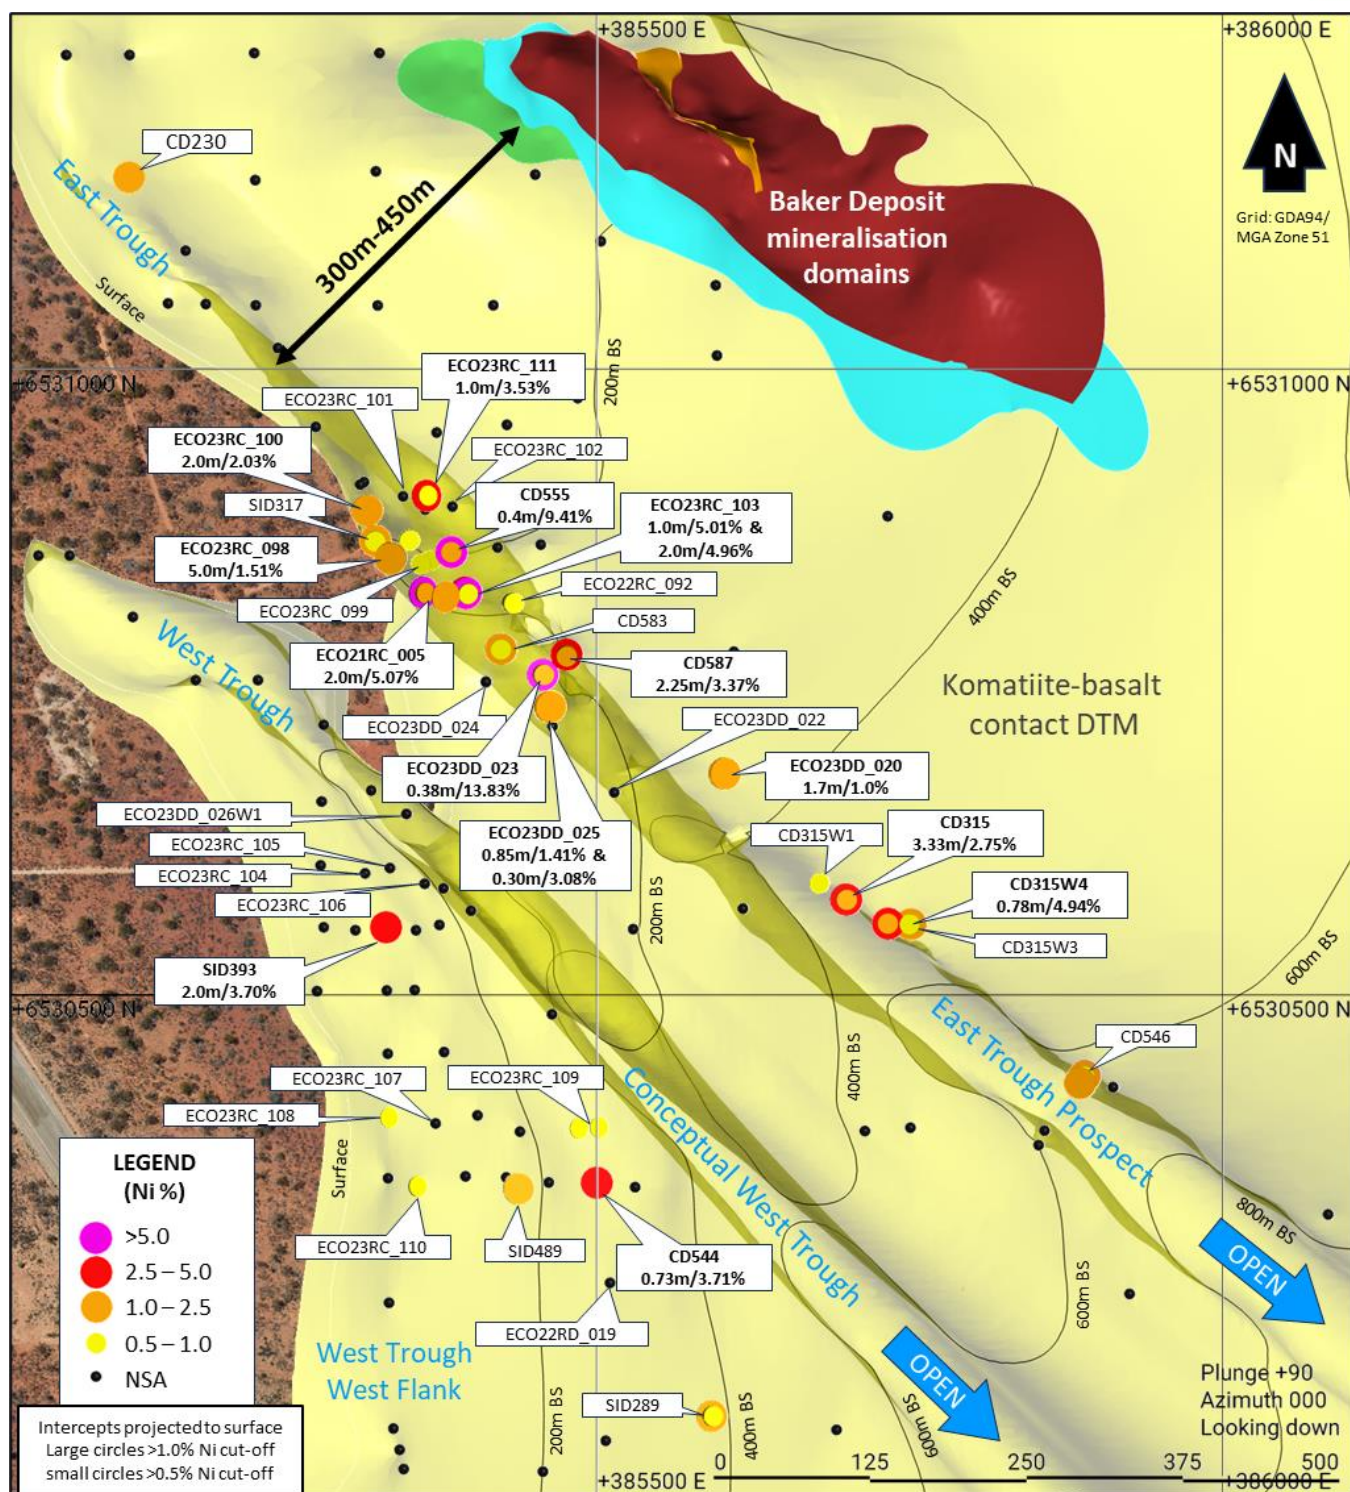 +385500 E
+386000 E
CD230
East Trough
Surface
300m-450m
Baker Deposit
mineralisation
domains
N
Grid: GDA94/
MGA Zone 51
+6531000 N
+6531000 N
200m BS
ECO23RC_111
1.0m/3.53%
ECO23RC_101
ECO23RC_100
2.0m/2.03%
ECO23RC_102
SID317
CD555
0.4m/9.41%
ECO23RC_103
1.0m/5.01% &
2.0m/4.96%
ECO23RC_098
5.0m/1.51%
ECO23RC_099
ECO22RC_092
400m BS
CD583
ECO21RC_005
2.0m/5.07%
CD587
2.25m/3.37%
West Trough
Komatiite-basalt
contact DTM
ECO23DD_024
ECO23DD_022
ECO23DD_023
0.38m/13.83%
ECO23DD_020
1.7m/1.0%
ECO23DD_026W1
ECO23DD_025
0.85m/1.41% &
0.30m/3.08%
CD315W1
CD315
3.33m/2.75%
ECO23RC_105
ECO23RC_104
ECO23RC_106
CD315W4
0.78m/4.94%
CD315W3
200m BS
600m BS
SID393
2.0m/3.70%
+6530500 N
+6530500 N
East Trough Prospect
CD546
ECO23RC_107
ECO23RC_109
400m BS
ECO23RC_108
Conceptual West Trough
Surface
LEGEND
(Ni %)
>5.0
2.5 – 5.0
1.0 – 2.5
0.5 – 1.0
NSA
ECO23RC_110
SID489
CD544
0.73m/3.71%
800m BS
OPEN
600m BS
ECO22RD_019
West Trough
West Flank
OPEN
Plunge +90
Azimuth 000
Looking down
SID289
200m BS
400m BS
600m BS
Intercepts projected to surface
Large circles >1.0% Ni cut-off
small circles >0.5% Ni cut-off
0 125 250 375 500
+385500 E
+386000 E